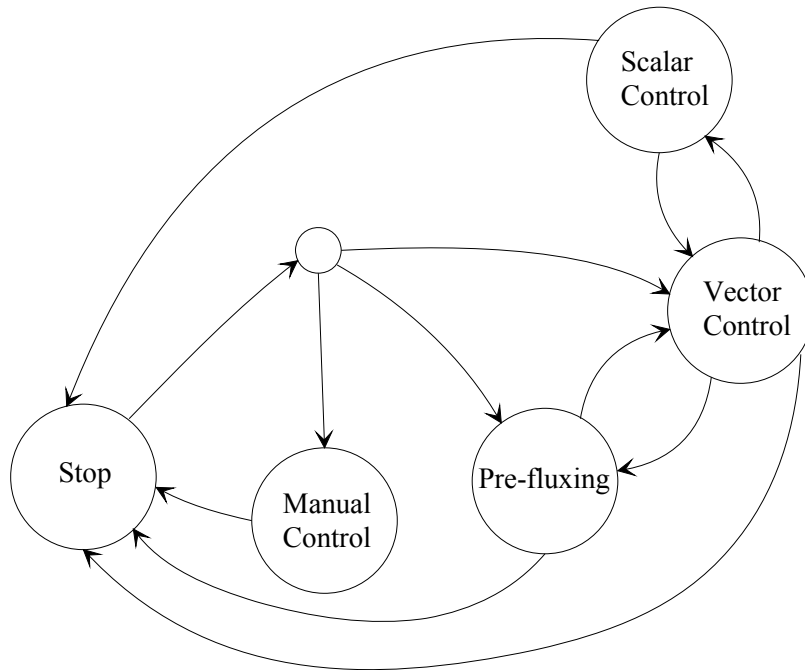 Scalar
Control
Vector
Control
Stop
Manual
Control
Pre-fluxing